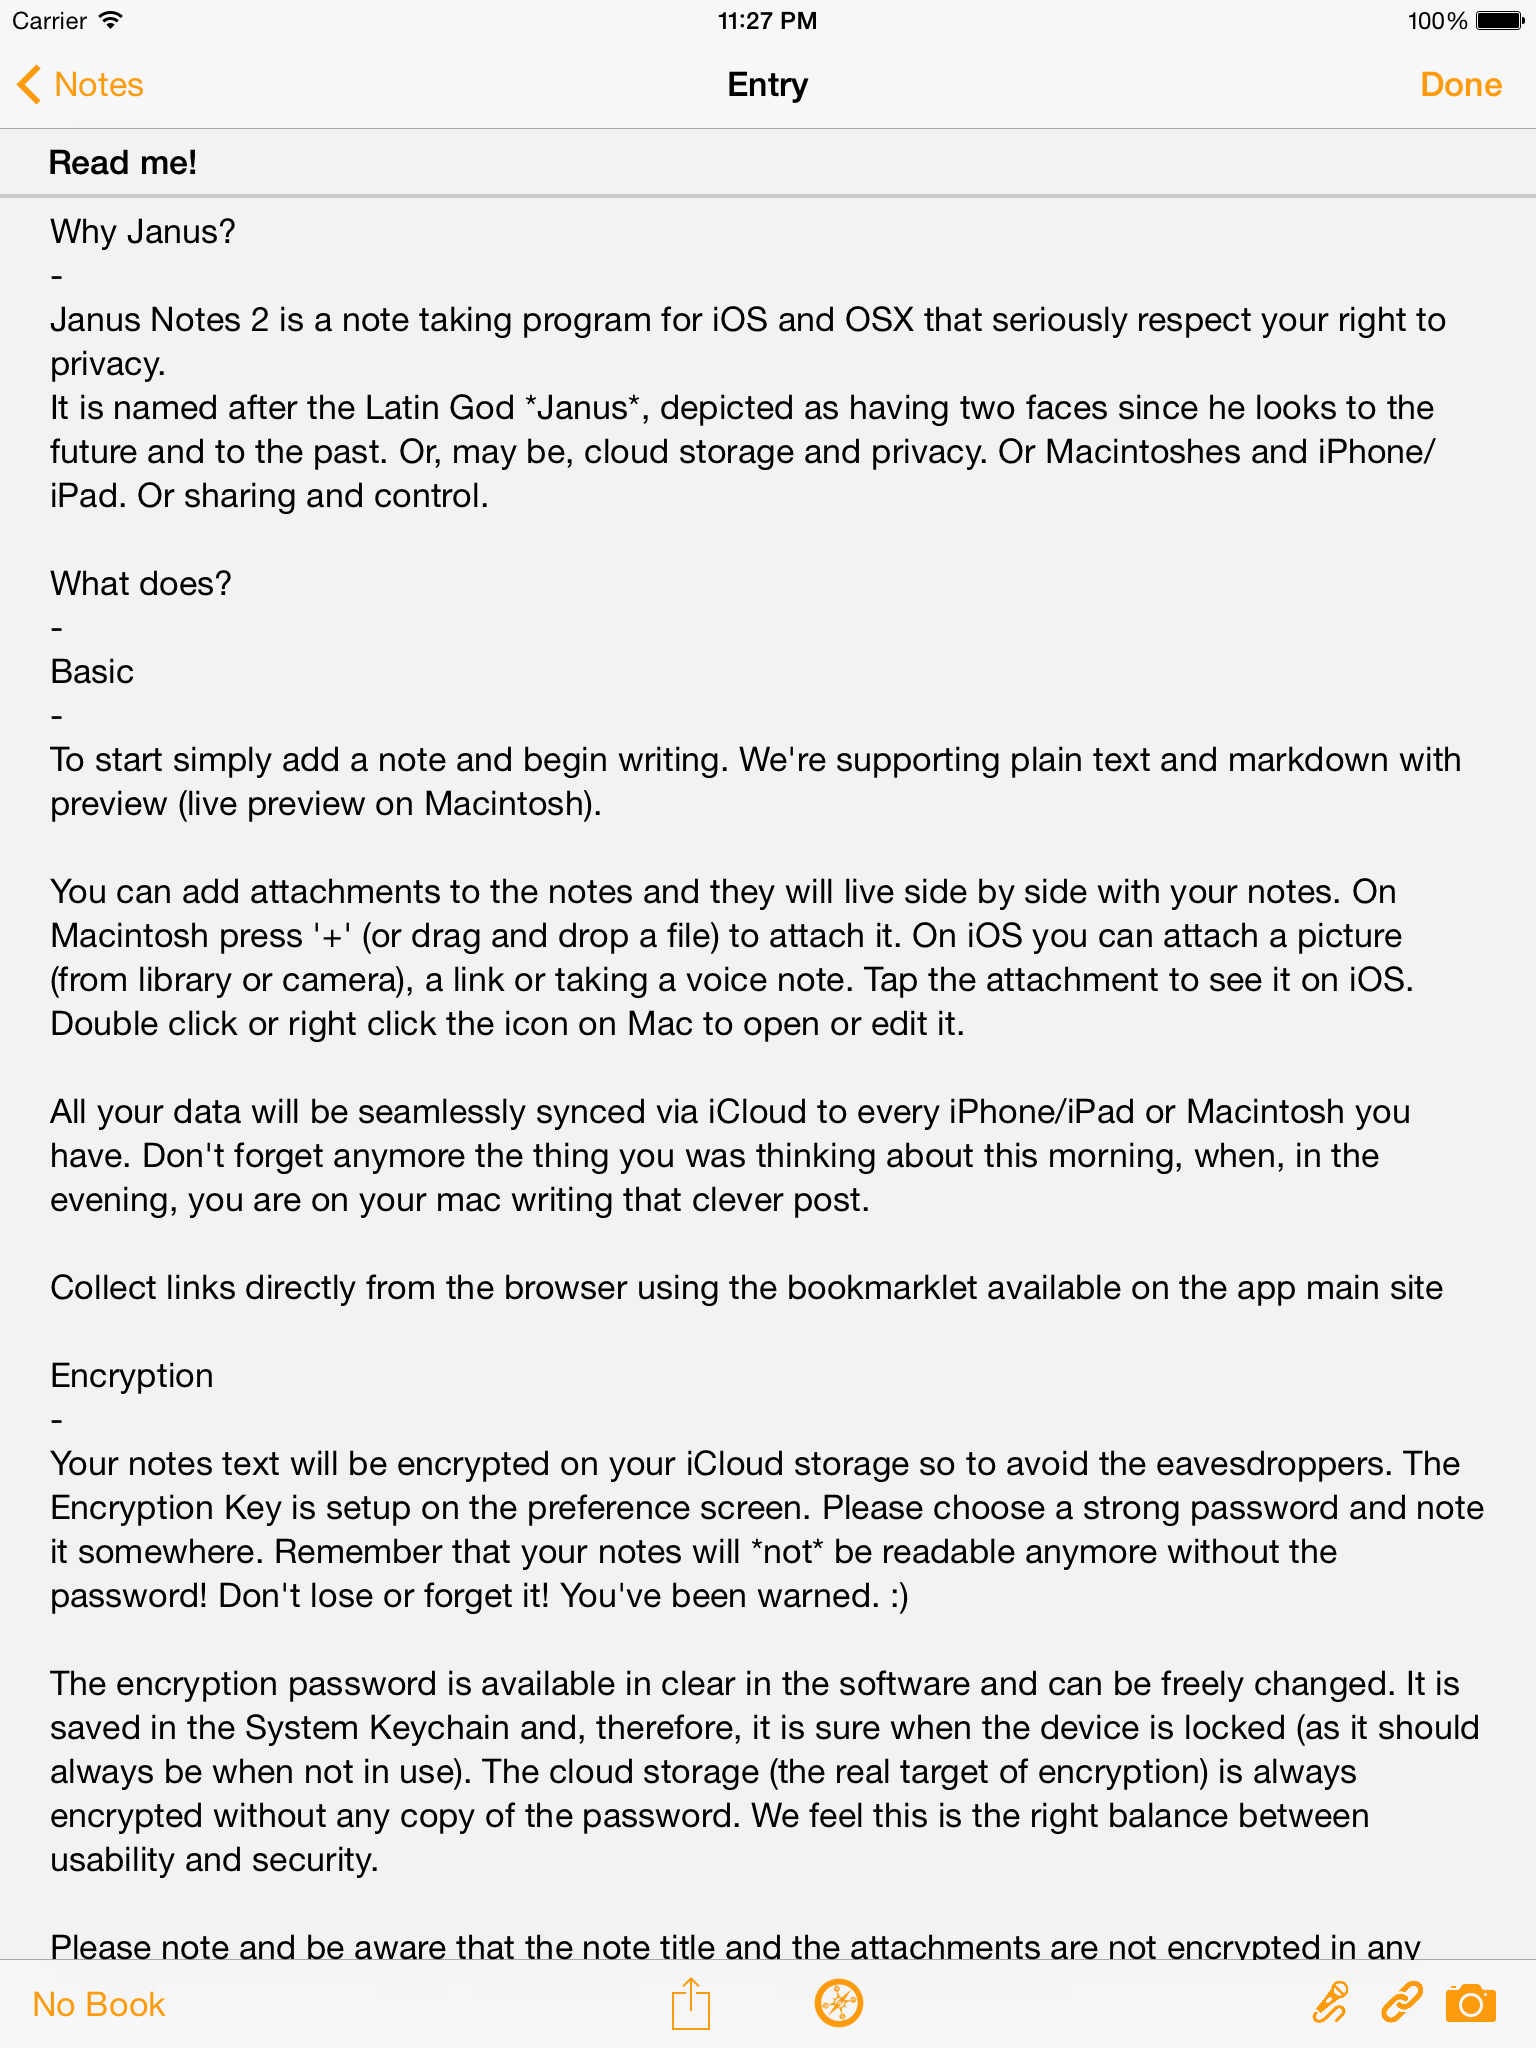 Carrier
11:27 PM
100%
Notes
Entry
Done
Read me!
Why Janus?
-
Janus Notes 2 is a note taking program for iOS and OSX that seriously respect your right to
privacy.
It is named after the Latin God *Janus*, depicted as having two faces since he looks to the
future and to the past. Or, may be, cloud storage and privacy. Or Macintoshes and iPhone/
iPad. Or sharing and control.
What does?
-
Basic
-
To start simply add a note and begin writing. We're supporting plain text and markdown with
preview (live preview on Macintosh).
You can add attachments to the notes and they will live side by side with your notes. On
Macintosh press '+' (or drag and drop a file) to attach it. On iOS you can attach a picture
(from library or camera), a link or taking a voice note. Tap the attachment to see it on iOS.
Double click or right click the icon on Mac to open or edit it.
All your data will be seamlessly synced via iCloud to every iPhone/iPad or Macintosh you
have. Don't forget anymore the thing you was thinking about this morning, when, in the
evening, you are on your mac writing that clever post.
Collect links directly from the browser using the bookmarklet available on the app main site
Encryption
-
Your notes text will be encrypted on your iCloud storage so to avoid the eavesdroppers. The
Encryption Key is setup on the preference screen. Please choose a strong password and note
it somewhere. Remember that your notes will *not* be readable anymore without the
password! Don't lose or forget it! You've been warned. :)
The encryption password is available in clear in the software and can be freely changed. It is
saved in the System Keychain and, therefore, it is sure when the device is locked (as it should
always be when not in use). The cloud storage (the real target of encryption) is always
encrypted without any copy of the password. We feel this is the right balance between
usability and security.
Please note and be aware that the note title and the attachments are not encrypted in any
No Book